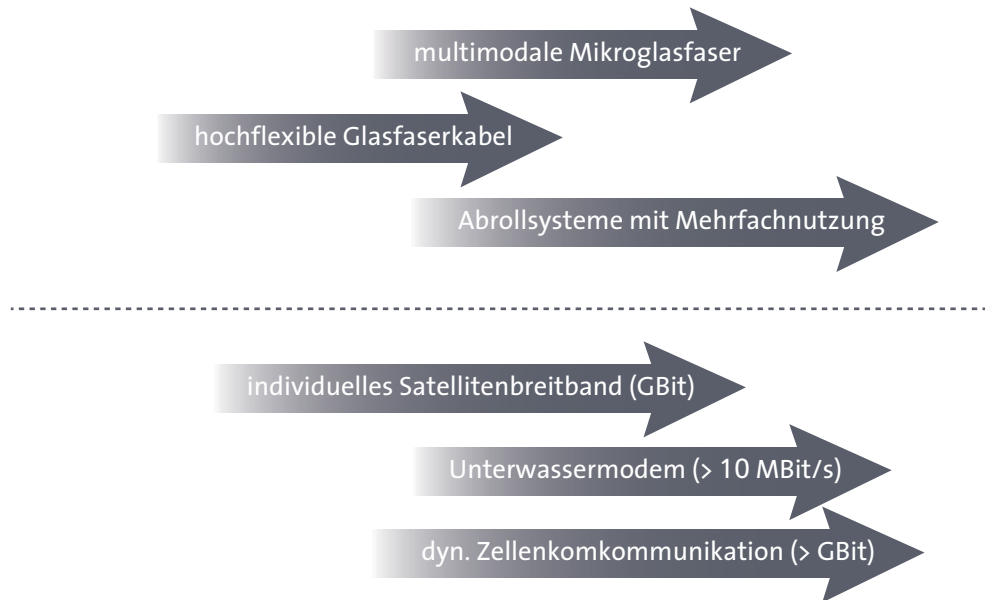 multimodale Mikroglasfaser
hochflexible Glasfaserkabel
Abrollsysteme mit Mehrfachnutzung
individuelles Satellitenbreitband (GBit)
Unterwassermodem (> 10 MBit/s)
dyn. Zellenkomkommunikation (> GBit)